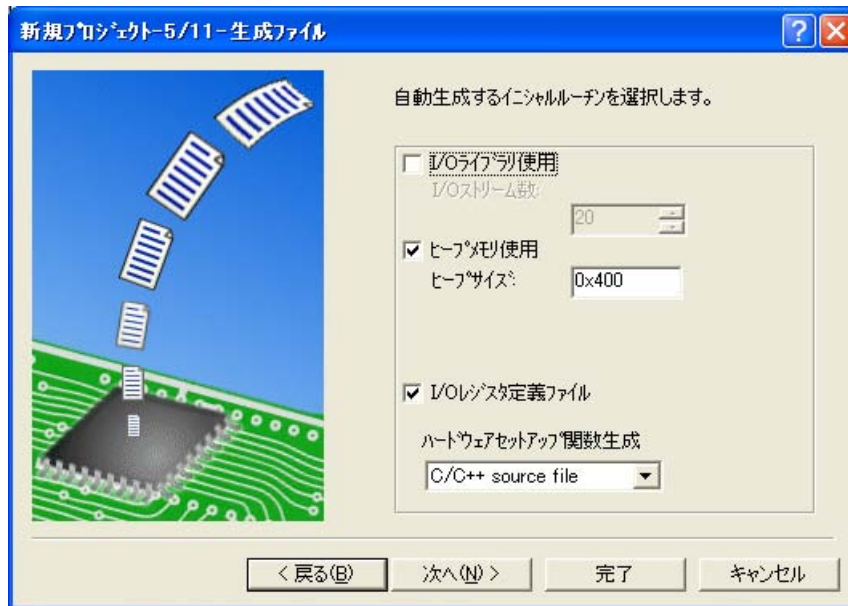 新規プロジェクト-5/11-生成ファイル
自動生成するイニシャルルーチンを選択します。
I/Oライブラリ使用
I/Oストリーム数:
20
ヒープメモリ使用
ヒープサイズ:
0x400
I/Oレジスタ定義ファイル
ハードウェアセットアップ関数生成
C/C++ source file
< 戻る(B)
次へ(N) >
完了
キャンセル